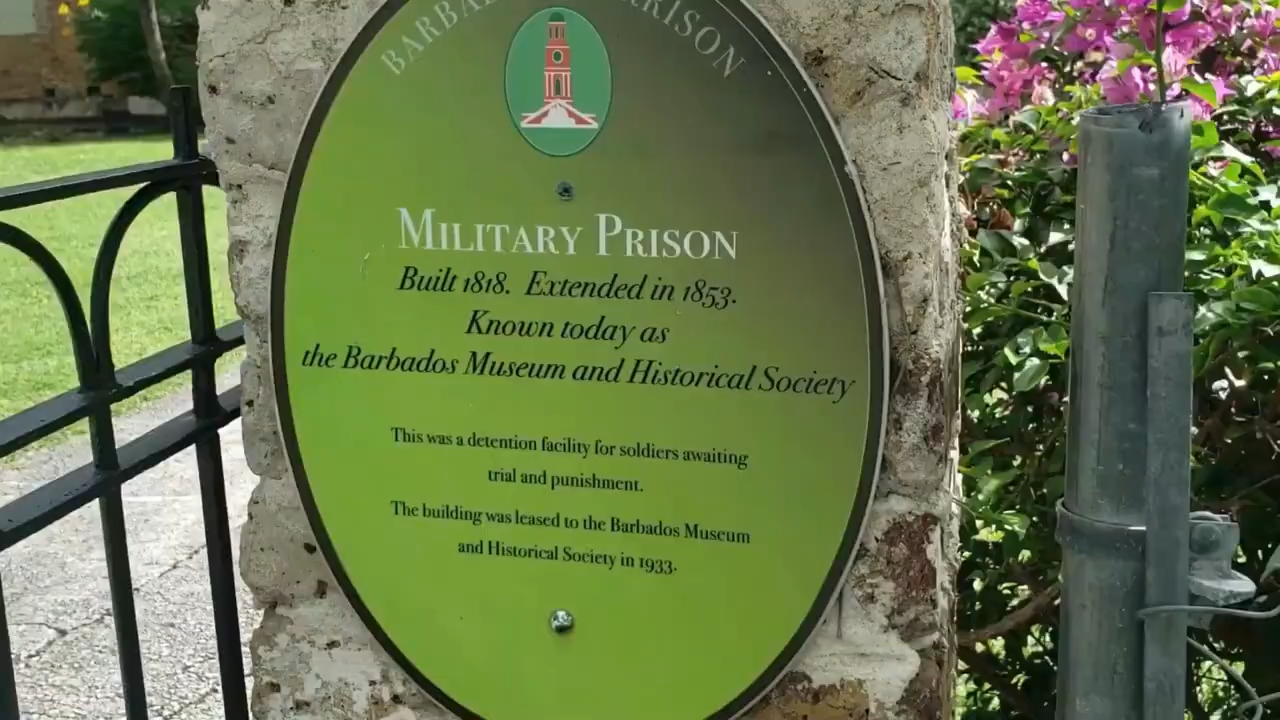 MILITARY PRISON
Built 1818. Extended in 1853.
Known today as
the Barbados Museum and Historical Society
This was a detention facility for soldiers awaiting
trial and punishment.
The building was leased to the Barbados Museum
and Historical Society in 1933.